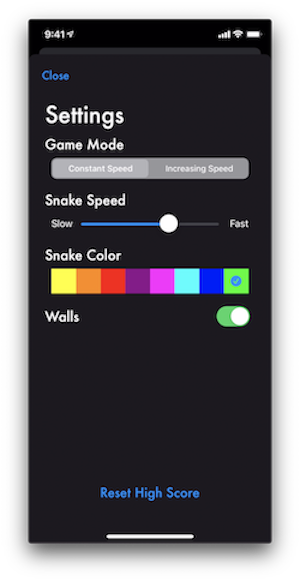 9:41
Close
Settings
Game Mode
Constant Speed Increasing Speed
Snake Speed
Slow Fast
Snake Color
Walls
Reset High Score